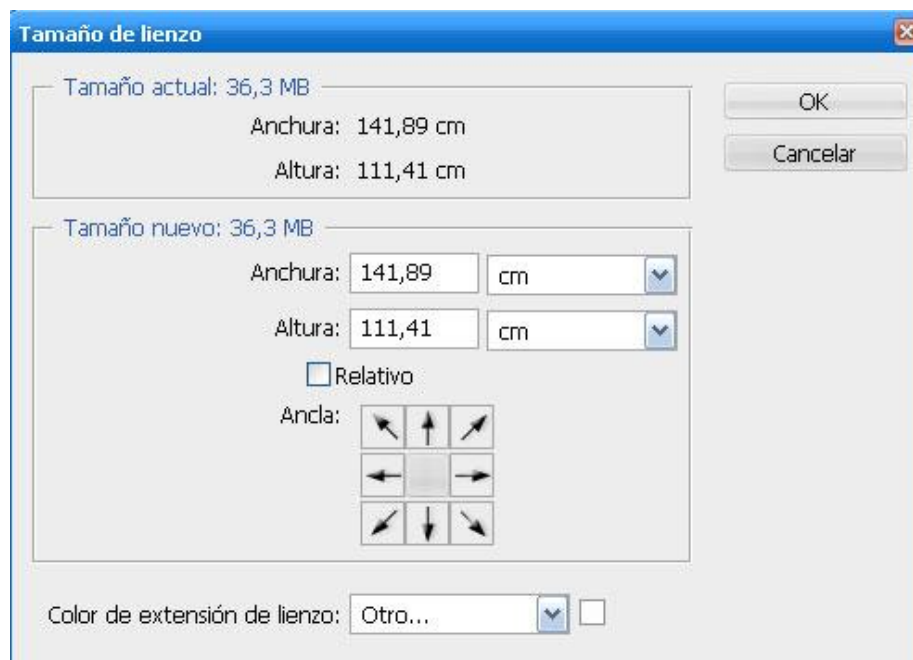 Tamaño de lienzo
Tamaño actual: 36,3 MB
Anchura: 141,89 cm
Altura: 111,41 cm
OK
Cancelar
Tamaño nuevo: 36,3 MB
Anchura: 141,89 cm
Altura: 111,41 cm
Relativo
Ancla:
Color de extensión de lienzo: Otro...